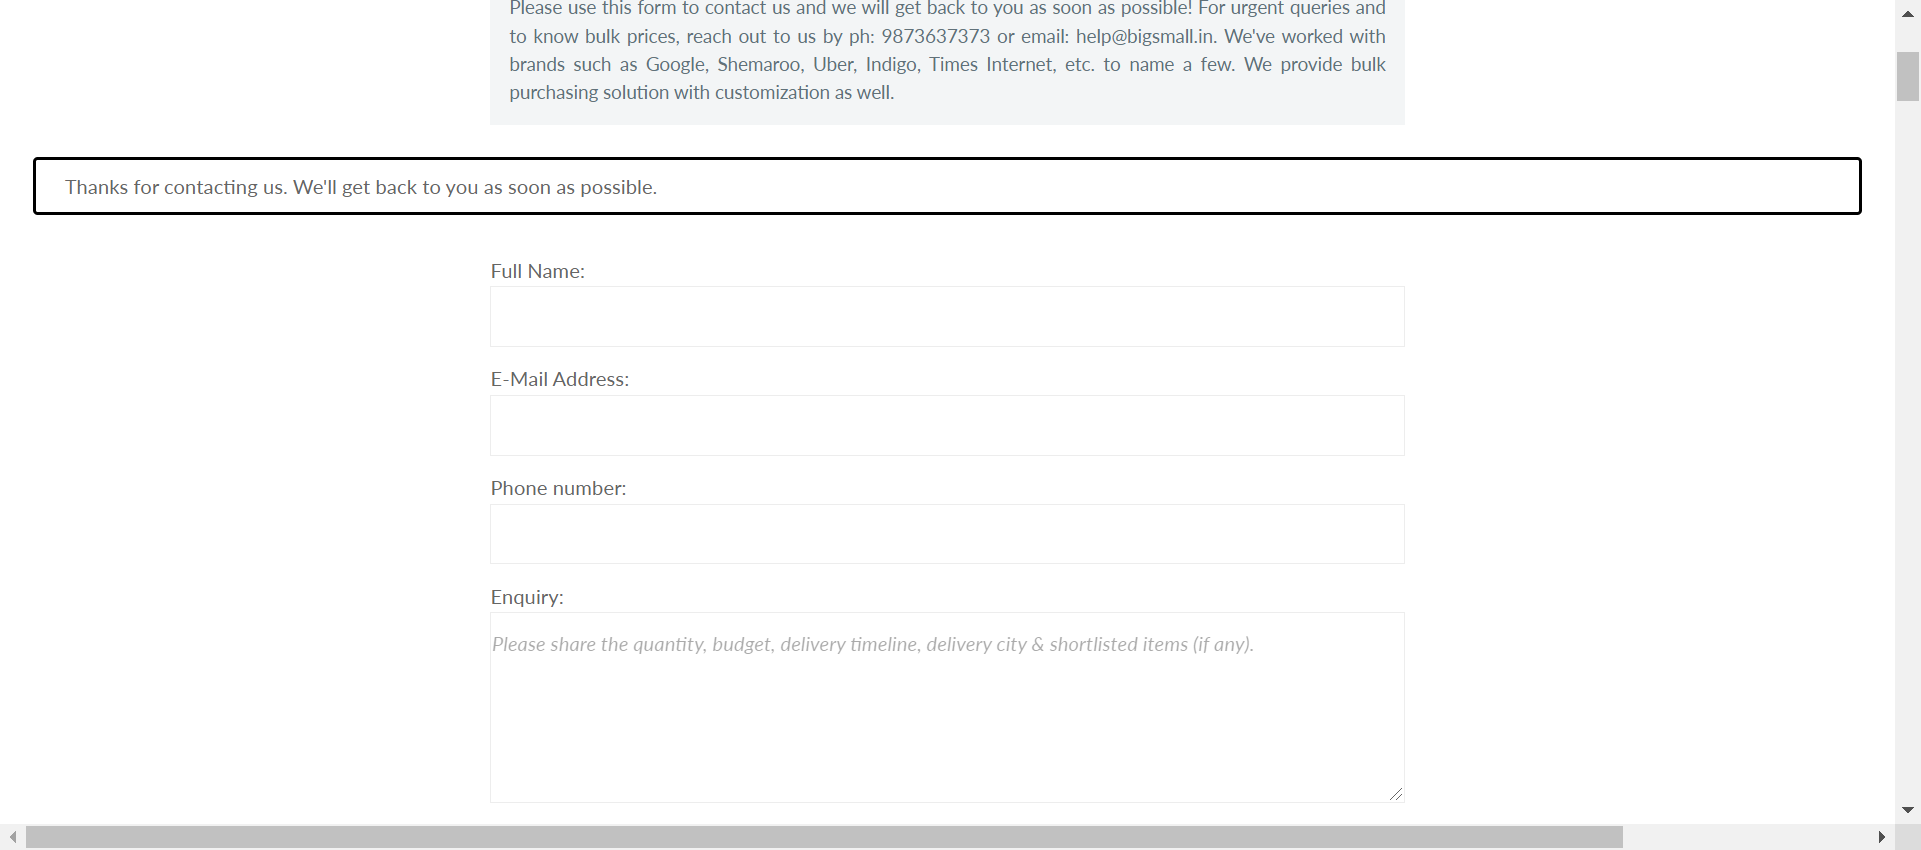 Please use this form to contact us and we will get back to you as soon as possible! For urgent queries and
to know bulk prices, reach out to us by ph: 9873637373 or email: help@bigsmall.in. We've worked with
brands such as Google, Shemaroo, Uber, Indigo, Times Internet, etc. to name a few. We provide bulk
purchasing solution with customization as well.
Thanks for contacting us. We'll get back to you as soon as possible.
Full Name:
E-Mail Address:
Phone number:
Enquiry:
Please share the quantity, budget, delivery timeline, delivery city & shortlisted items (if any).